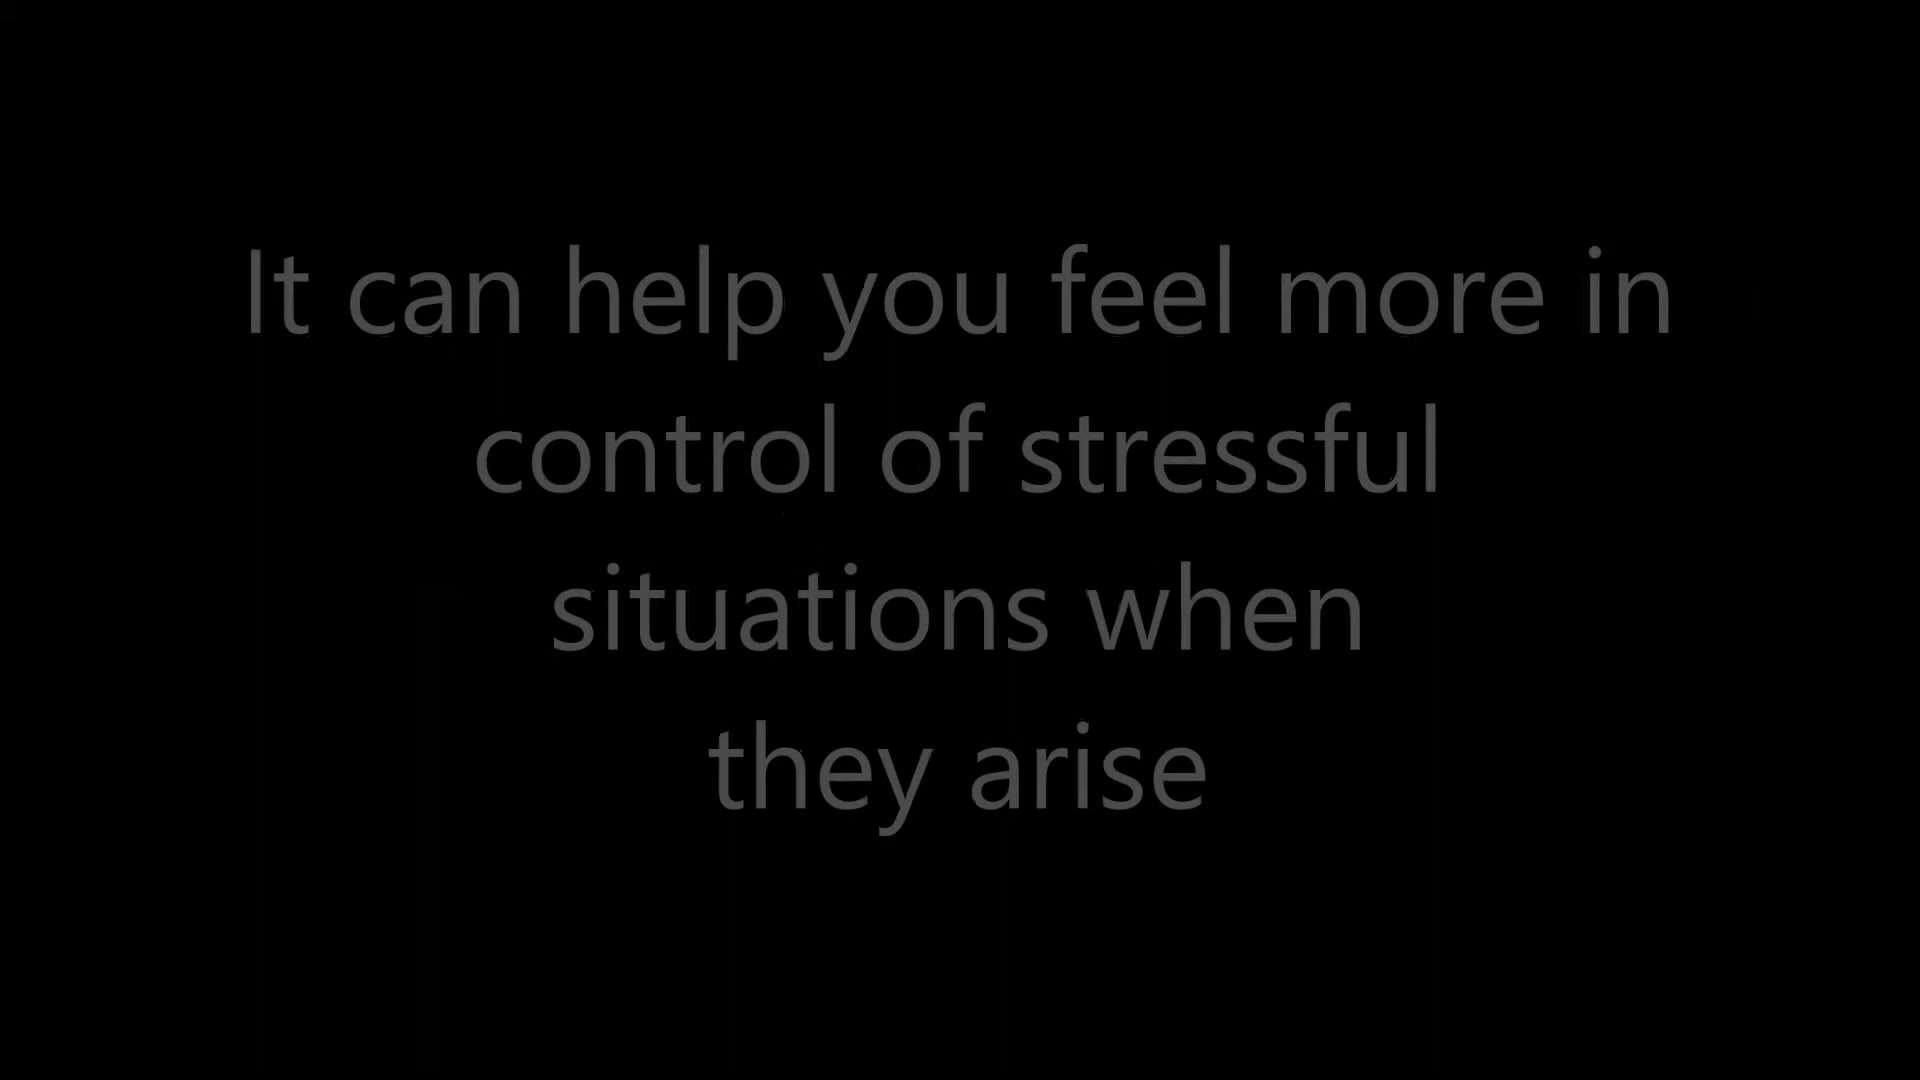 It can help you feel more in
control of stressful
situations when
they arise